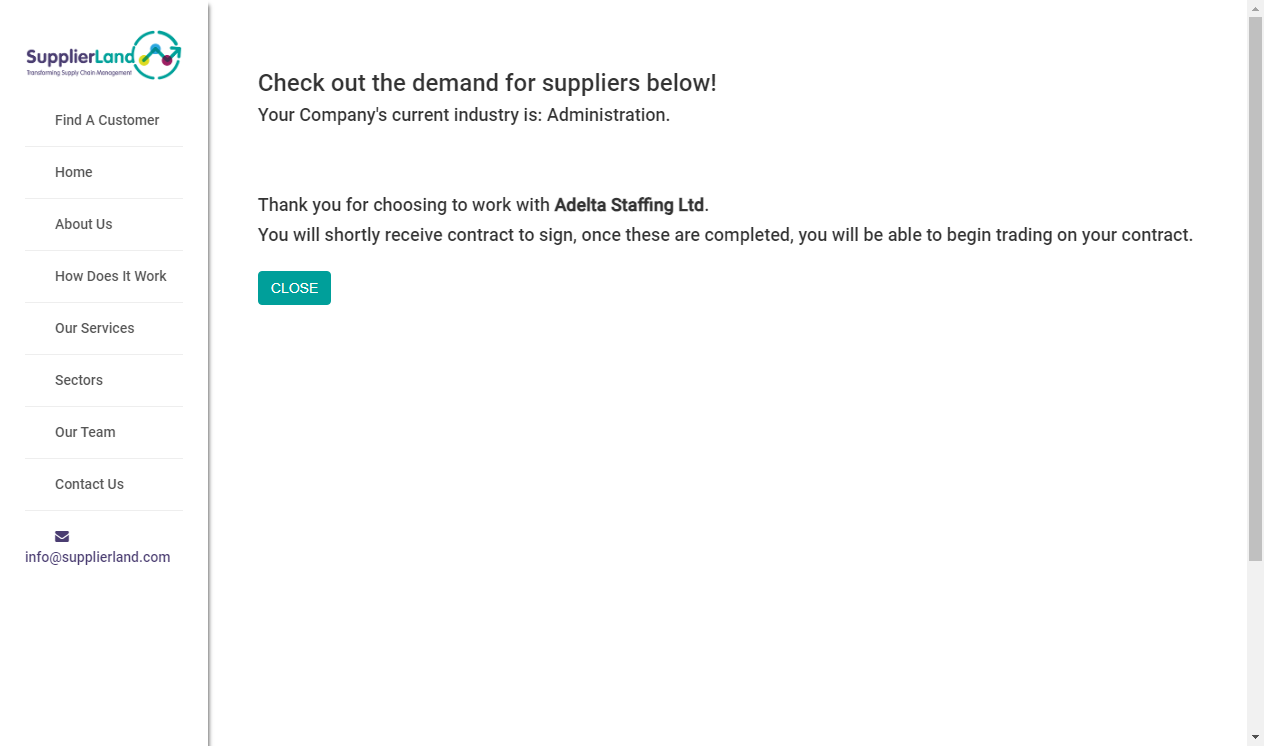 SupplierLand
Transforming Supply Chain Management
Find A Customer
Home
About Us
How Does It Work
Our Services
Sectors
Our Team
Contact Us
info@supplierland.com
Check out the demand for suppliers below!
Your Company's current industry is: Administration.
Thank you for choosing to work with Adelta Staffing Ltd.
You will shortly receive contract to sign, once these are completed, you will be able to begin trading on your contract.
CLOSE